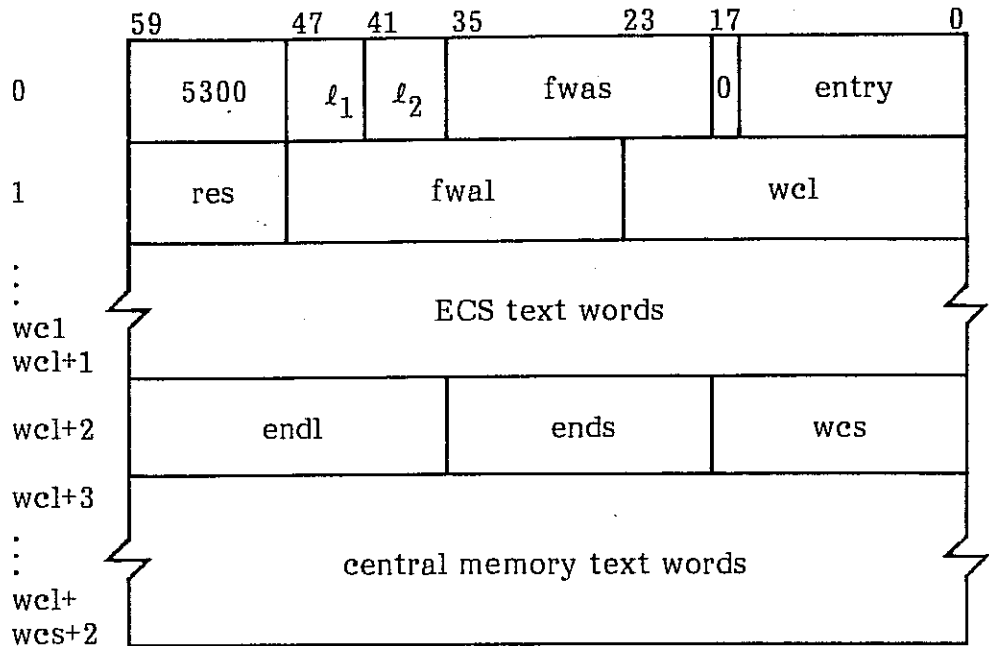 59 47 41 35 23 17 0
0 5300 ℓ1 ℓ2 fwas 0 entry
1 res fwal wcl
⋮
ECS text words
wcl
wcl+1
wcl+2 endl ends wcs
wcl+3
⋮
central memory text words
wcl+
wcs+2